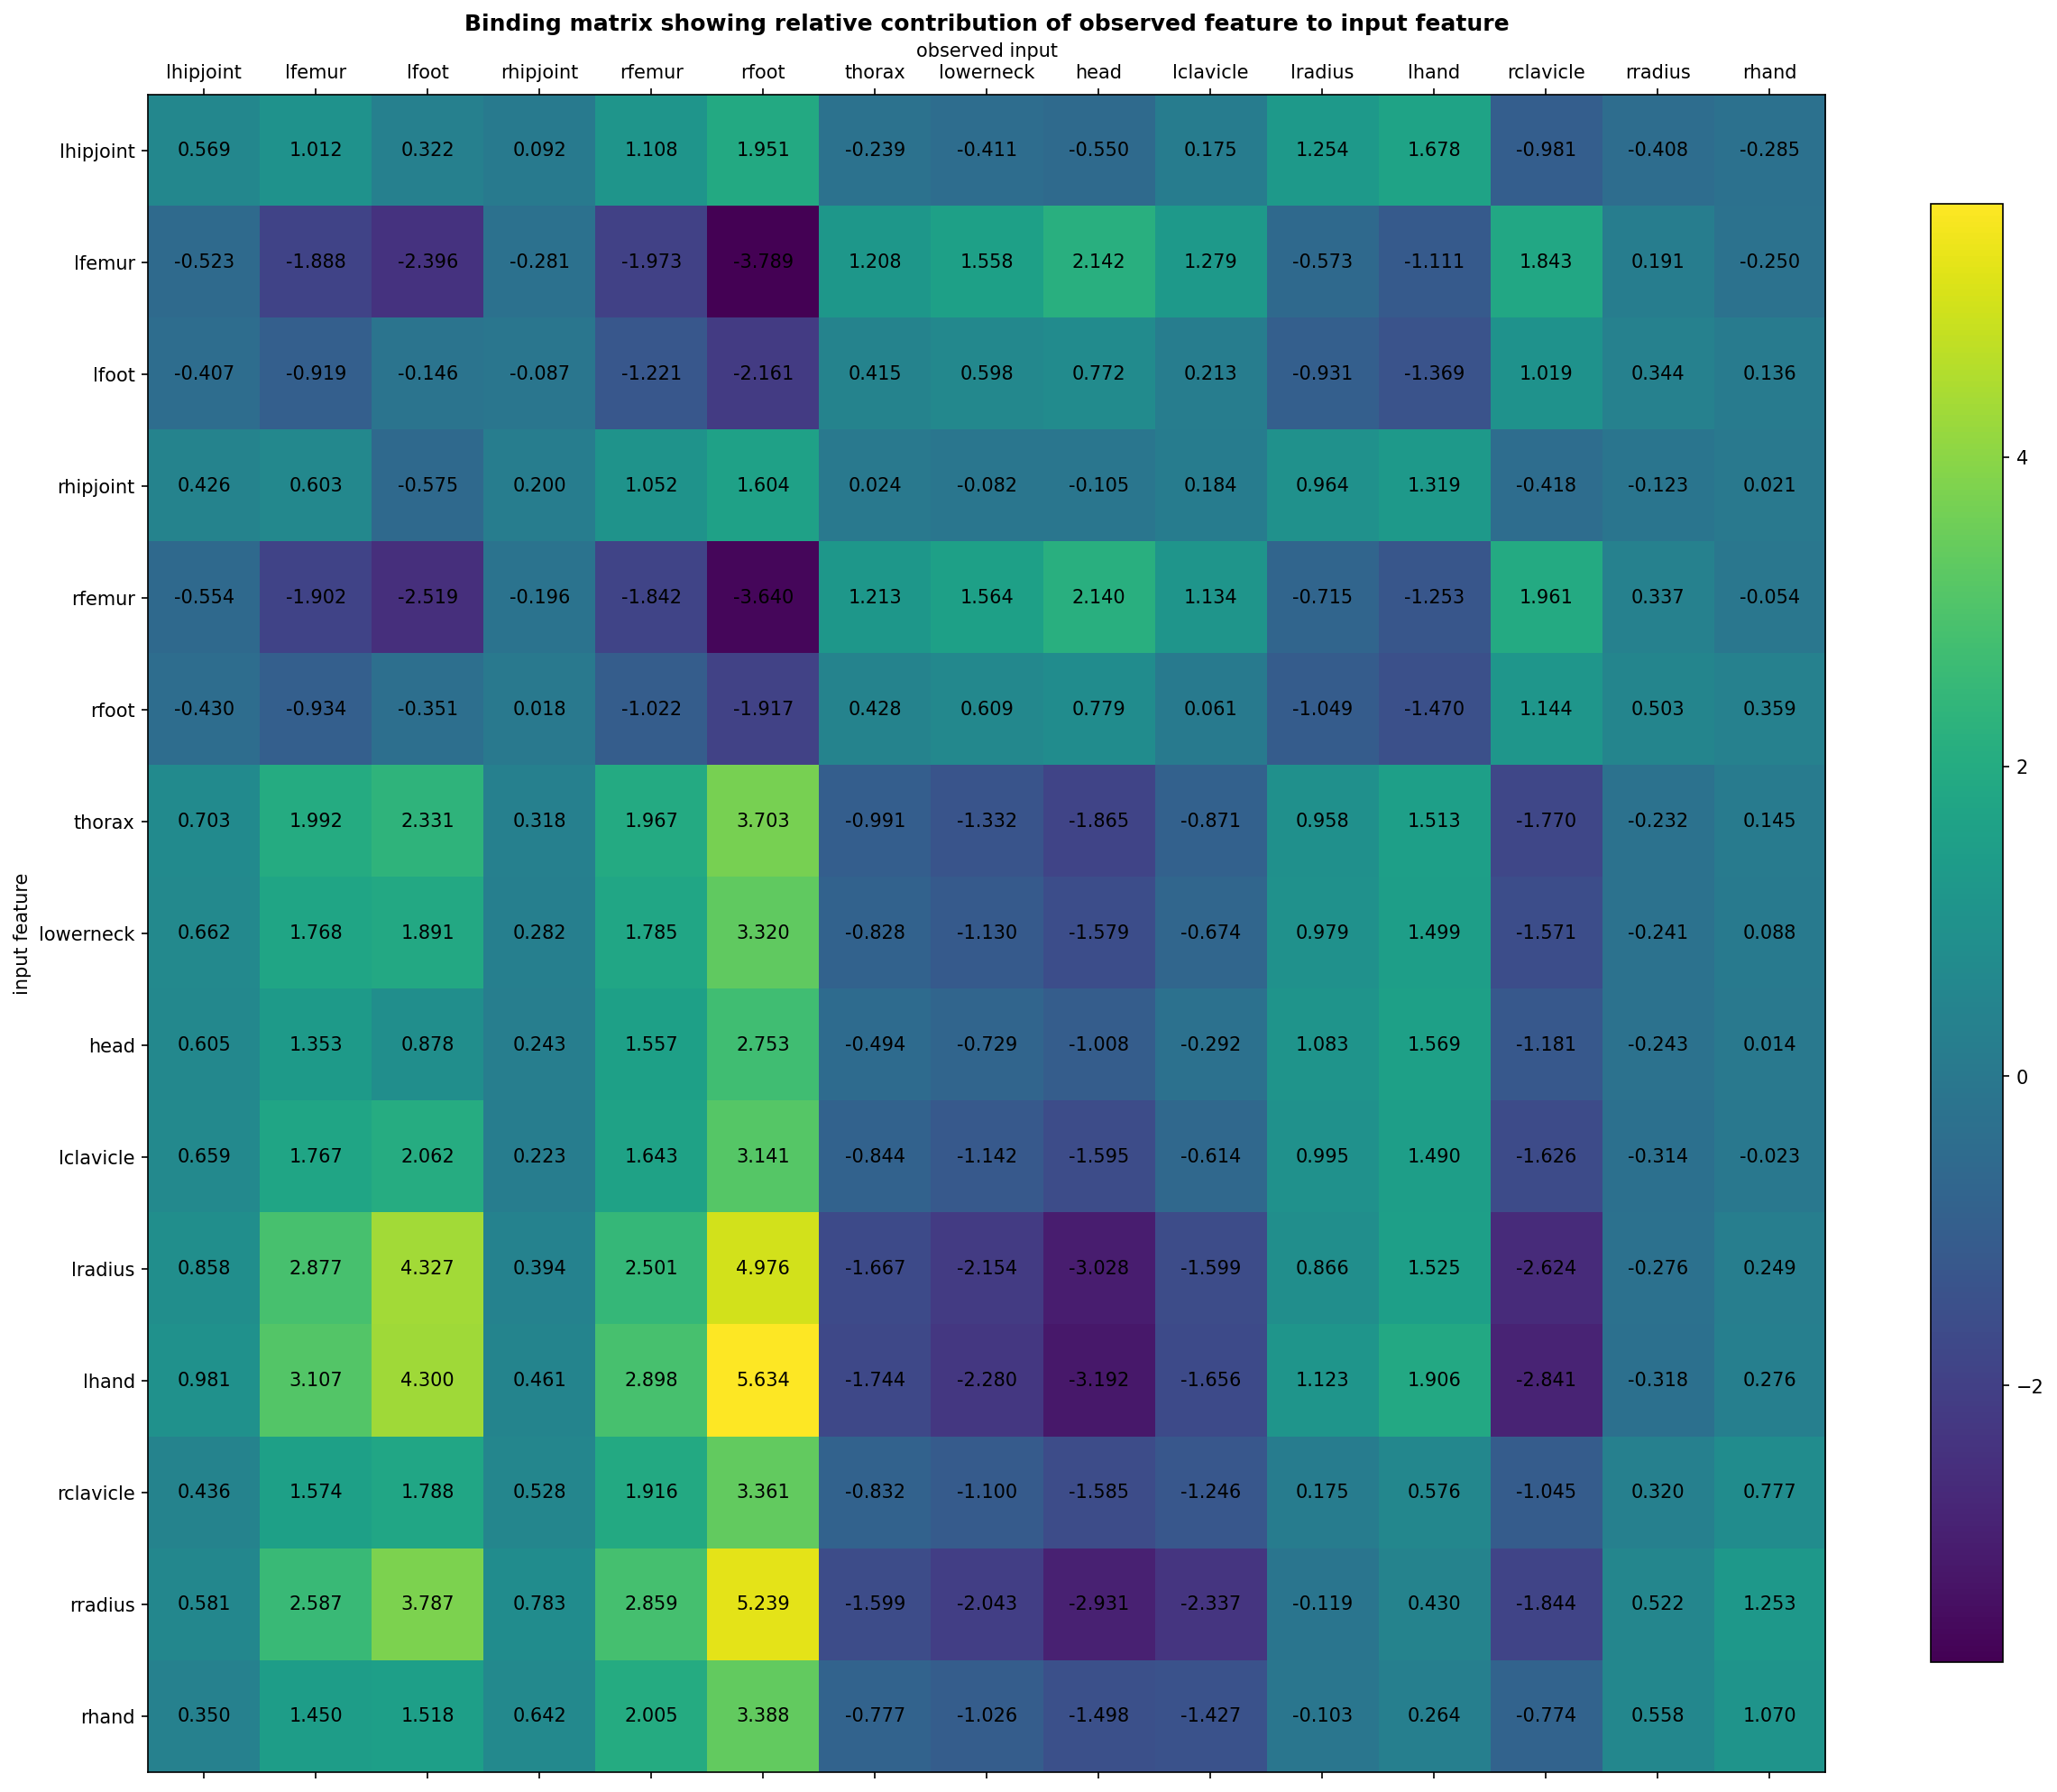 Binding matrix showing relative contribution of observed feature to input feature
observed input
lhipjoint lfemur lfoot rhipjoint rfemur rfoot thorax lowerneck head lclavicle lradius lhand rclavicle rradius rhand
lhipjoint 0.569 1.012 0.322 0.092 1.108 1.951 -0.239 -0.411 -0.550 0.175 1.254 1.678 -0.981 -0.408 -0.285
lfemur -0.523 -1.888 -2.396 -0.281 -1.973 -3.789 1.208 1.558 2.142 1.279 -0.573 -1.111 1.843 0.191 -0.250
lfoot -0.407 -0.919 -0.146 -0.087 -1.221 -2.161 0.415 0.598 0.772 0.213 -0.931 -1.369 1.019 0.344 0.136
4
rhipjoint 0.426 0.603 -0.575 0.200 1.052 1.604 0.024 -0.082 -0.105 0.184 0.964 1.319 -0.418 -0.123 0.021
rfemur -0.554 -1.902 -2.519 -0.196 -1.842 -3.640 1.213 1.564 2.140 1.134 -0.715 -1.253 1.961 0.337 -0.054
rfoot -0.430 -0.934 -0.351 0.018 -1.022 -1.917 0.428 0.609 0.779 0.061 -1.049 -1.470 1.144 0.503 0.359
2
thorax 0.703 1.992 2.331 0.318 1.967 3.703 -0.991 -1.332 -1.865 -0.871 0.958 1.513 -1.770 -0.232 0.145
input feature
lowerneck 0.662 1.768 1.891 0.282 1.785 3.320 -0.828 -1.130 -1.579 -0.674 0.979 1.499 -1.571 -0.241 0.088
head 0.605 1.353 0.878 0.243 1.557 2.753 -0.494 -0.729 -1.008 -0.292 1.083 1.569 -1.181 -0.243 0.014
0
lclavicle 0.659 1.767 2.062 0.223 1.643 3.141 -0.844 -1.142 -1.595 -0.614 0.995 1.490 -1.626 -0.314 -0.023
lradius 0.858 2.877 4.327 0.394 2.501 4.976 -1.667 -2.154 -3.028 -1.599 0.866 1.525 -2.624 -0.276 0.249
lhand 0.981 3.107 4.300 0.461 2.898 5.634 -1.744 -2.280 -3.192 -1.656 1.123 1.906 -2.841 -0.318 0.276
−2
rclavicle 0.436 1.574 1.788 0.528 1.916 3.361 -0.832 -1.100 -1.585 -1.246 0.175 0.576 -1.045 0.320 0.777
rradius 0.581 2.587 3.787 0.783 2.859 5.239 -1.599 -2.043 -2.931 -2.337 -0.119 0.430 -1.844 0.522 1.253
rhand 0.350 1.450 1.518 0.642 2.005 3.388 -0.777 -1.026 -1.498 -1.427 -0.103 0.264 -0.774 0.558 1.070